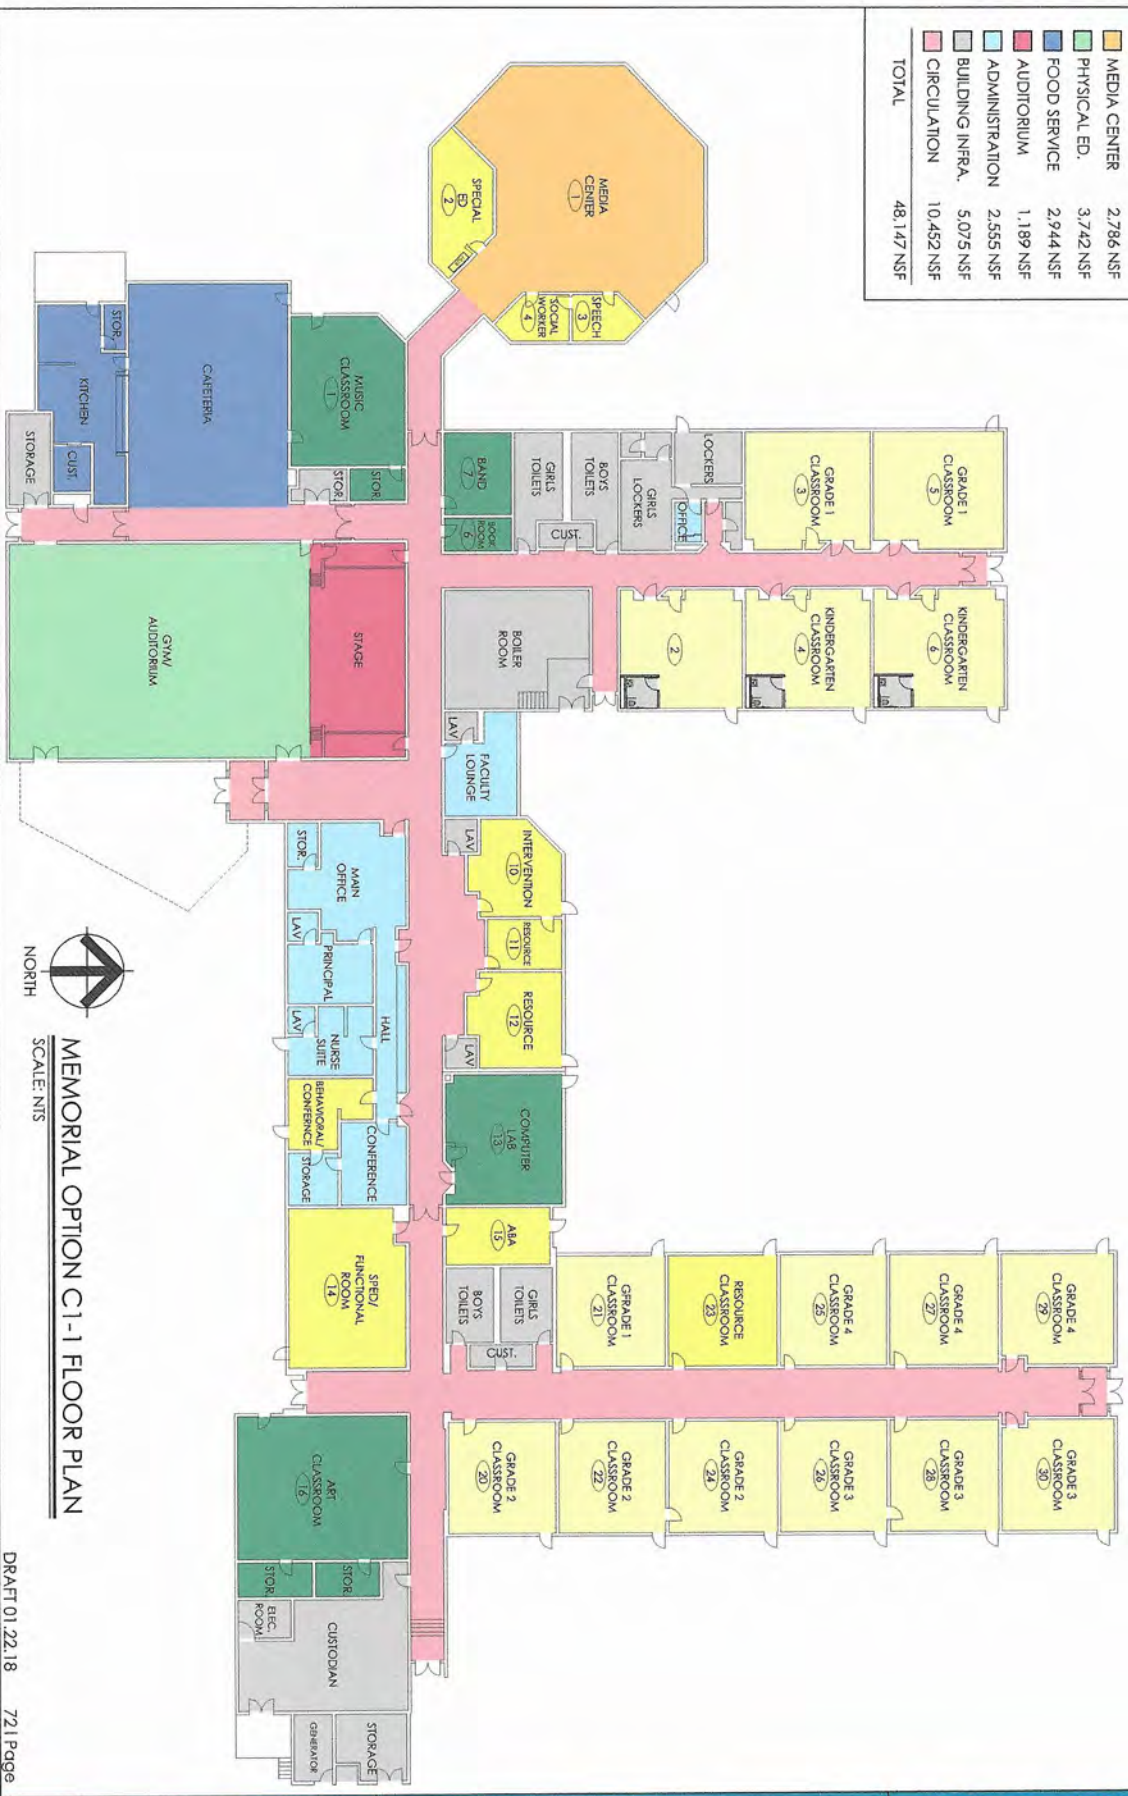 MEDIA CENTER 2,786 NSF
PHYSICAL ED. 3,742 NSF
FOOD SERVICE 2,944 NSF
AUDITORIUM 1,189 NSF
ADMINISTRATION 2,555 NSF
BUILDING INFRA. 5,075 NSF
CIRCULATION 10,452 NSF
TOTAL 48,147 NSF
MEDIA
CENTER
1
SPECIAL
ED
2
SPEECH
3
SOCIAL
WORKER
4
GRADE 1
CLASSROOM
5
GRADE 1
CLASSROOM
3
LOCKERS
OFFICE
GIRLS
LOCKERS
BOYS
TOILETS
GIRLS
TOILETS
CUST.
BAND
7
BOOK
ROOM
6
MUSIC
CLASSROOM
1
STOR
STOR.
CAFETERIA
STOR.
KITCHEN
CUST.
STORAGE
KINDERGARTEN
CLASSROOM
6
KINDERGARTEN
CLASSROOM
4
2
BOILER
ROOM
STAGE
GYM/
AUDITORIUM
LAV
FACULTY
LOUNGE
LAV
INTERVENTION
10
RESOURCE
11
RESOURCE
12
LAV
COMPUTER
LAB
13
MAIN
OFFICE
STOR.
LAV
PRINCIPAL
HALL
LAV
NURSE
SUITE
BEHAVIORAL/
CONFERNCE
CONFERENCE
STORAGE
SPED/
FUNCTIONAL
ROOM
14
ABA
15
GIRLS
TOILETS
BOYS
TOILETS
CUST.
GFRADE 1
CLASSROOM
21
RESOURCE
CLASSROOM
23
GRADE 4
CLASSROOM
25
GRADE 4
CLASSROOM
27
GRADE 4
CLASSROOM
29
GRADE 2
CLASSROOM
20
GRADE 2
CLASSROOM
22
GRADE 2
CLASSROOM
24
GRADE 3
CLASSROOM
26
GRADE 3
CLASSROOM
28
GRADE 3
CLASSROOM
30
ART
CLASSROOM
16
STOR.
STOR.
ELEC.
ROOM
CUSTODIAN
STORAGE
GENERATOR
NORTH
MEMORIAL OPTION C1-1 FLOOR PLAN
SCALE: NTS
DRAFT 01.22.18 72 | Page